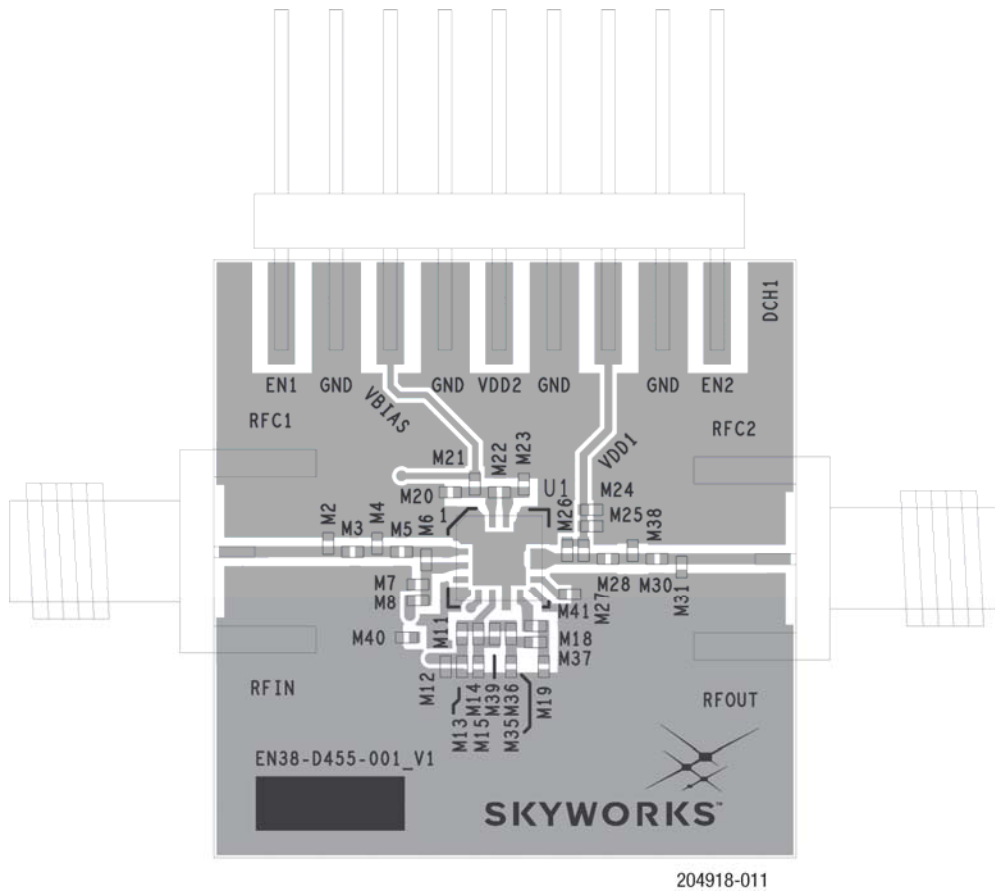 DCH1
EN1 GND VBIAS GND VDD2 GND VDD1 GND EN2
RFC1
RFC2
M21
M22
M23
M20
U1
M24
M25
M26
M38
1
M2
M3
M4
M5
M6
M7
M8
M28
M30
M31
M27
M41
M11
M40
M18
M37
M12
M13
M14
M15
M39
M35
M36
M19
RFIN
RFOUT
EN38-D455-001_V1
SKYWORKS™
204918-011